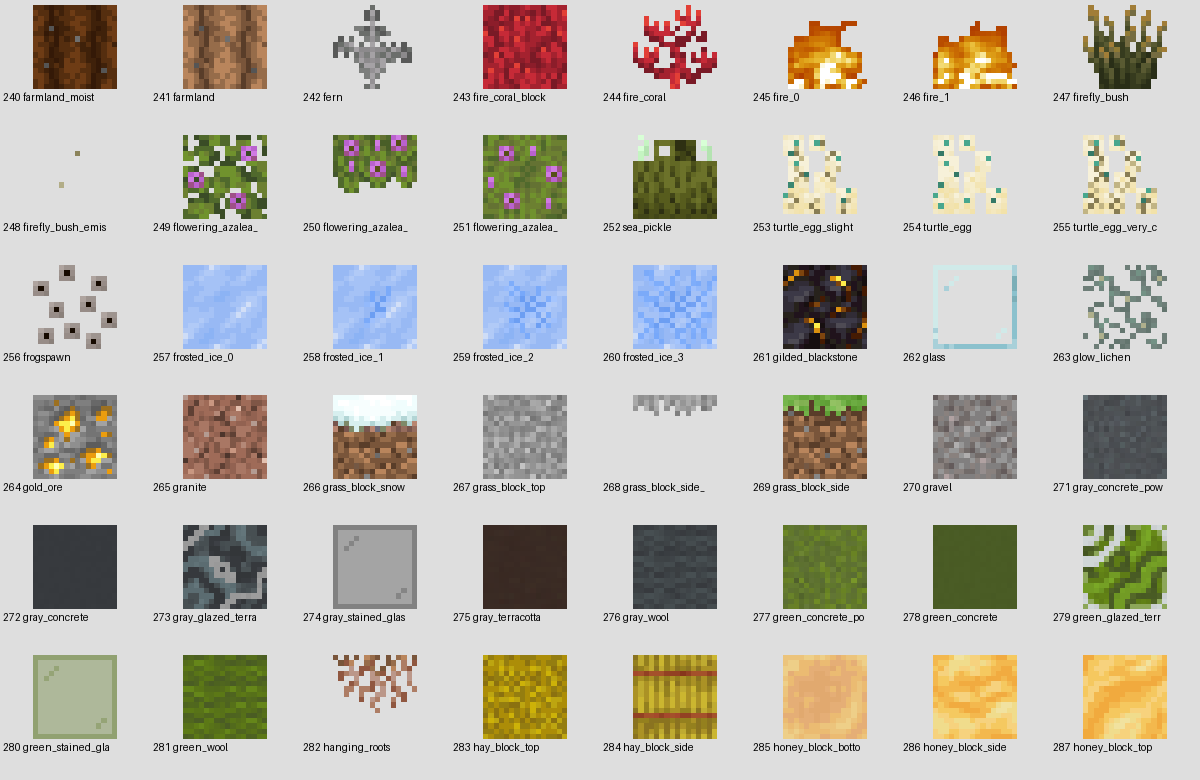 240 farmland_moist 241 farmland 242 fern 243 fire_coral_block 244 fire_coral 245 fire_0 246 fire_1 247 firefly_bush
248 firefly_bush_emis 249 flowering_azalea_ 250 flowering_azalea_ 251 flowering_azalea_ 252 sea_pickle 253 turtle_egg_slight 254 turtle_egg 255 turtle_egg_very_c
256 frogspawn 257 frosted_ice_0 258 frosted_ice_1 259 frosted_ice_2 260 frosted_ice_3 261 gilded_blackstone 262 glass 263 glow_lichen
264 gold_ore 265 granite 266 grass_block_snow 267 grass_block_top 268 grass_block_side_ 269 grass_block_side 270 gravel 271 gray_concrete_pow
272 gray_concrete 273 gray_glazed_terra 274 gray_stained_glas 275 gray_terracotta 276 gray_wool 277 green_concrete_po 278 green_concrete 279 green_glazed_terr
280 green_stained_gla 281 green_wool 282 hanging_roots 283 hay_block_top 284 hay_block_side 285 honey_block_botto 286 honey_block_side 287 honey_block_top